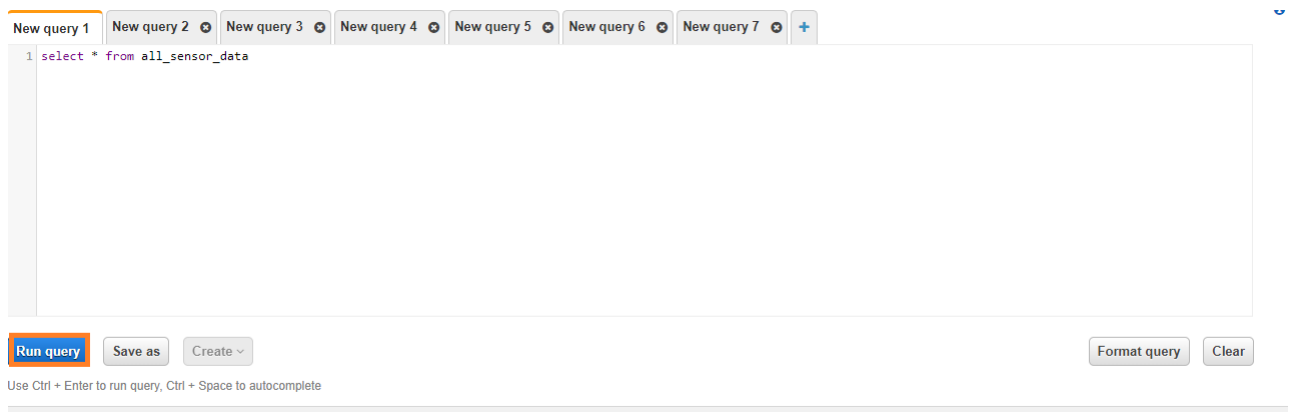 New query 1 New query 2 New query 3 New query 4 New query 5 New query 6 New query 7 +
1 select * from all_sensor_data
Run query Save as Create Format query Clear
Use Ctrl + Enter to run query, Ctrl + Space to autocomplete